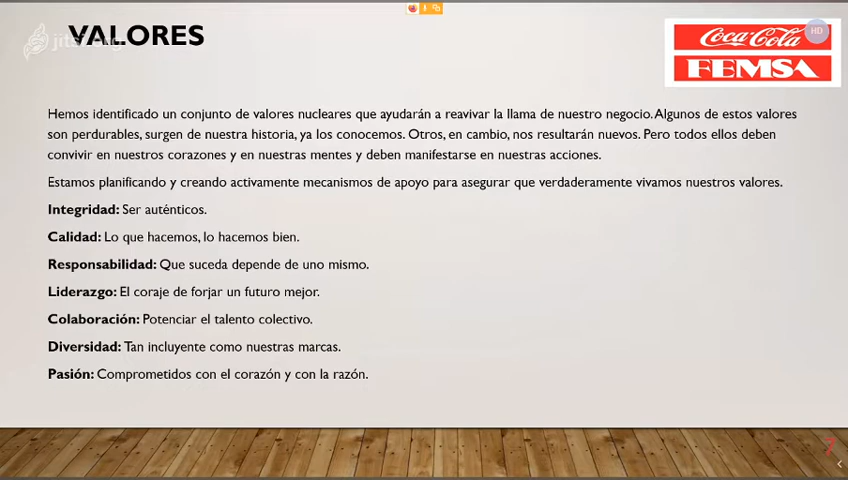 VALORES
jitsi.org
Coca-Cola
HD
FEMSA
Hemos identificado un conjunto de valores nucleares que ayudarán a reavivar la llama de nuestro negocio. Algunos de estos valores
son perdurables, surgen de nuestra historia, ya los conocemos. Otros, en cambio, nos resultarán nuevos. Pero todos ellos deben
convivir en nuestros corazones y en nuestras mentes y deben manifestarse en nuestras acciones.
Estamos planificando y creando activamente mecanismos de apoyo para asegurar que verdaderamente vivamos nuestros valores.
Integridad: Ser auténticos.
Calidad: Lo que hacemos, lo hacemos bien.
Responsabilidad: Que suceda depende de uno mismo.
Liderazgo: El coraje de forjar un futuro mejor.
Colaboración: Potenciar el talento colectivo.
Diversidad: Tan incluyente como nuestras marcas.
Pasión: Comprometidos con el corazón y con la razón.
7